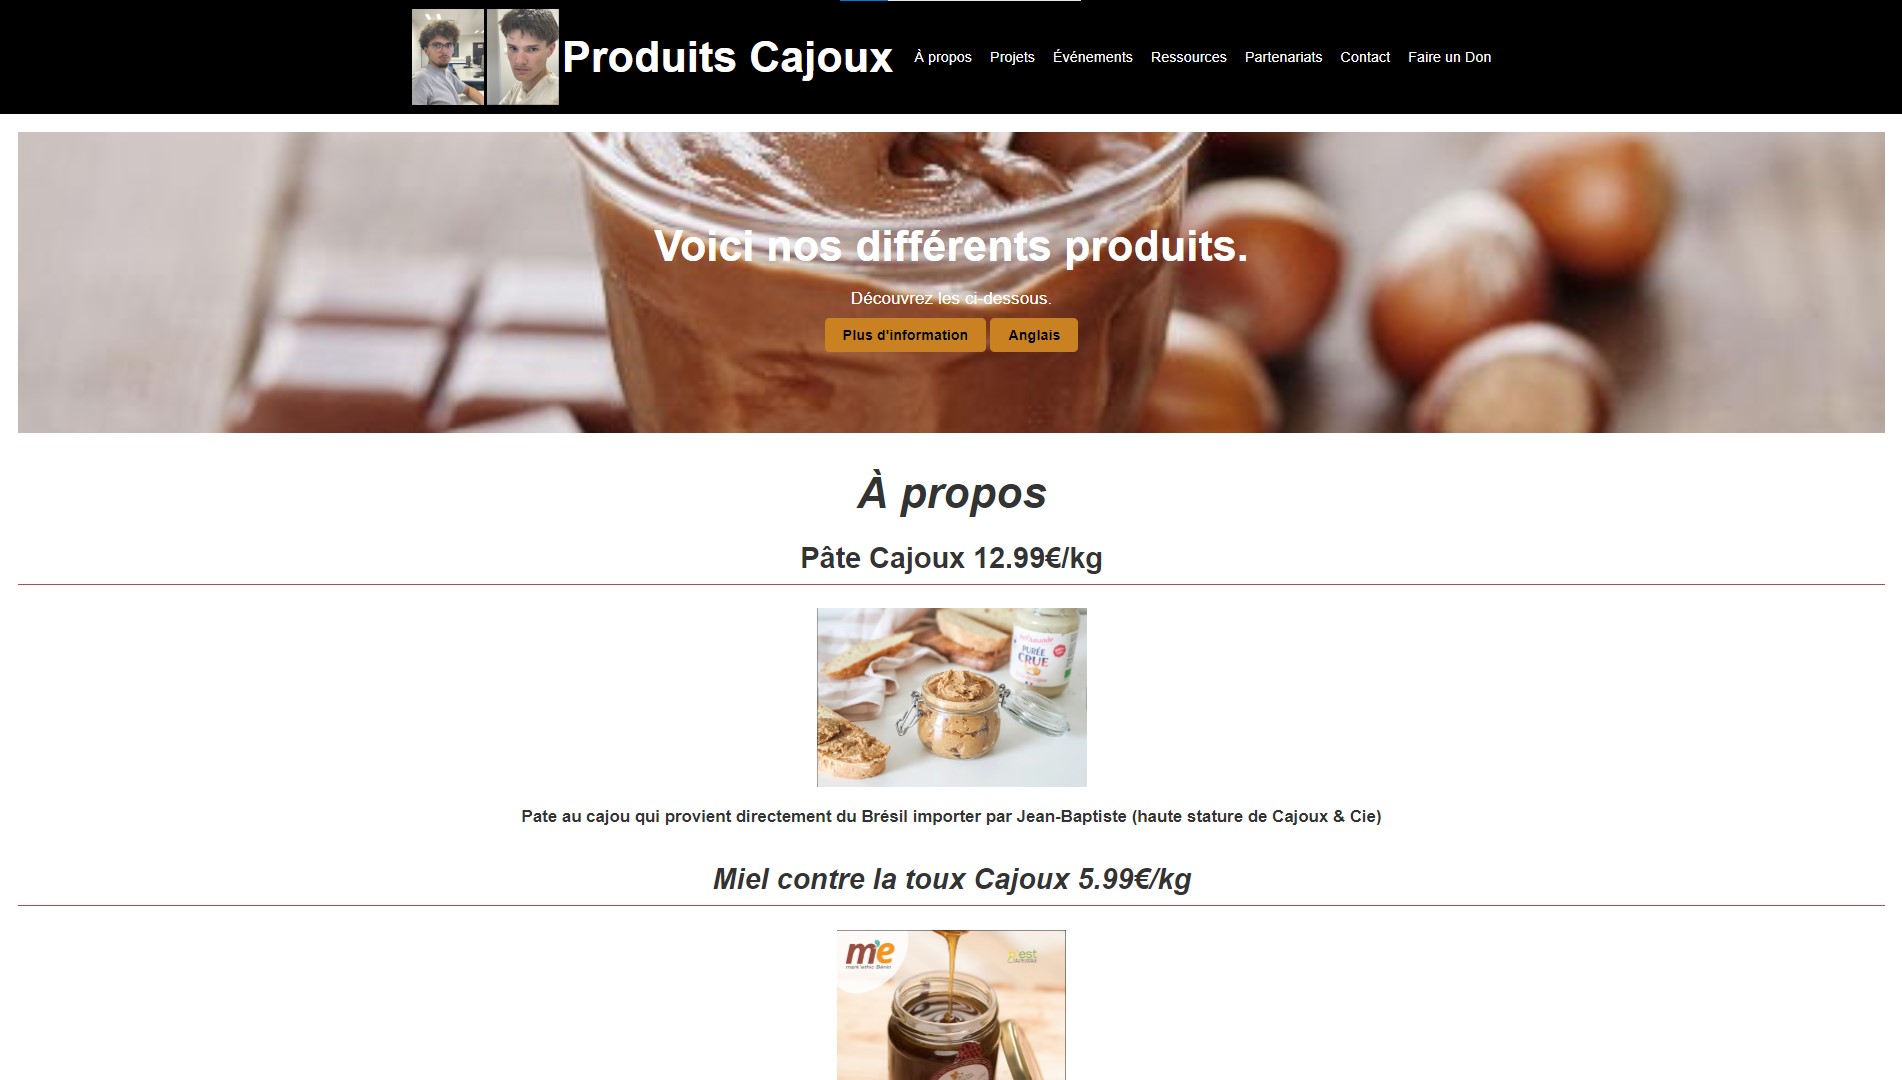 Produits Cajoux
À propos Projets Événements Ressources Partenariats Contact Faire un Don
Voici nos différents produits.
Découvrez les ci-dessous.
Plus d'information Anglais
À propos
Pâte Cajoux 12.99€/kg
PURÉE
CRUE
Pate au cajou qui provient directement du Brésil importer par Jean-Baptiste (haute stature de Cajoux & Cie)
Miel contre la toux Cajoux 5.99€/kg
m'e